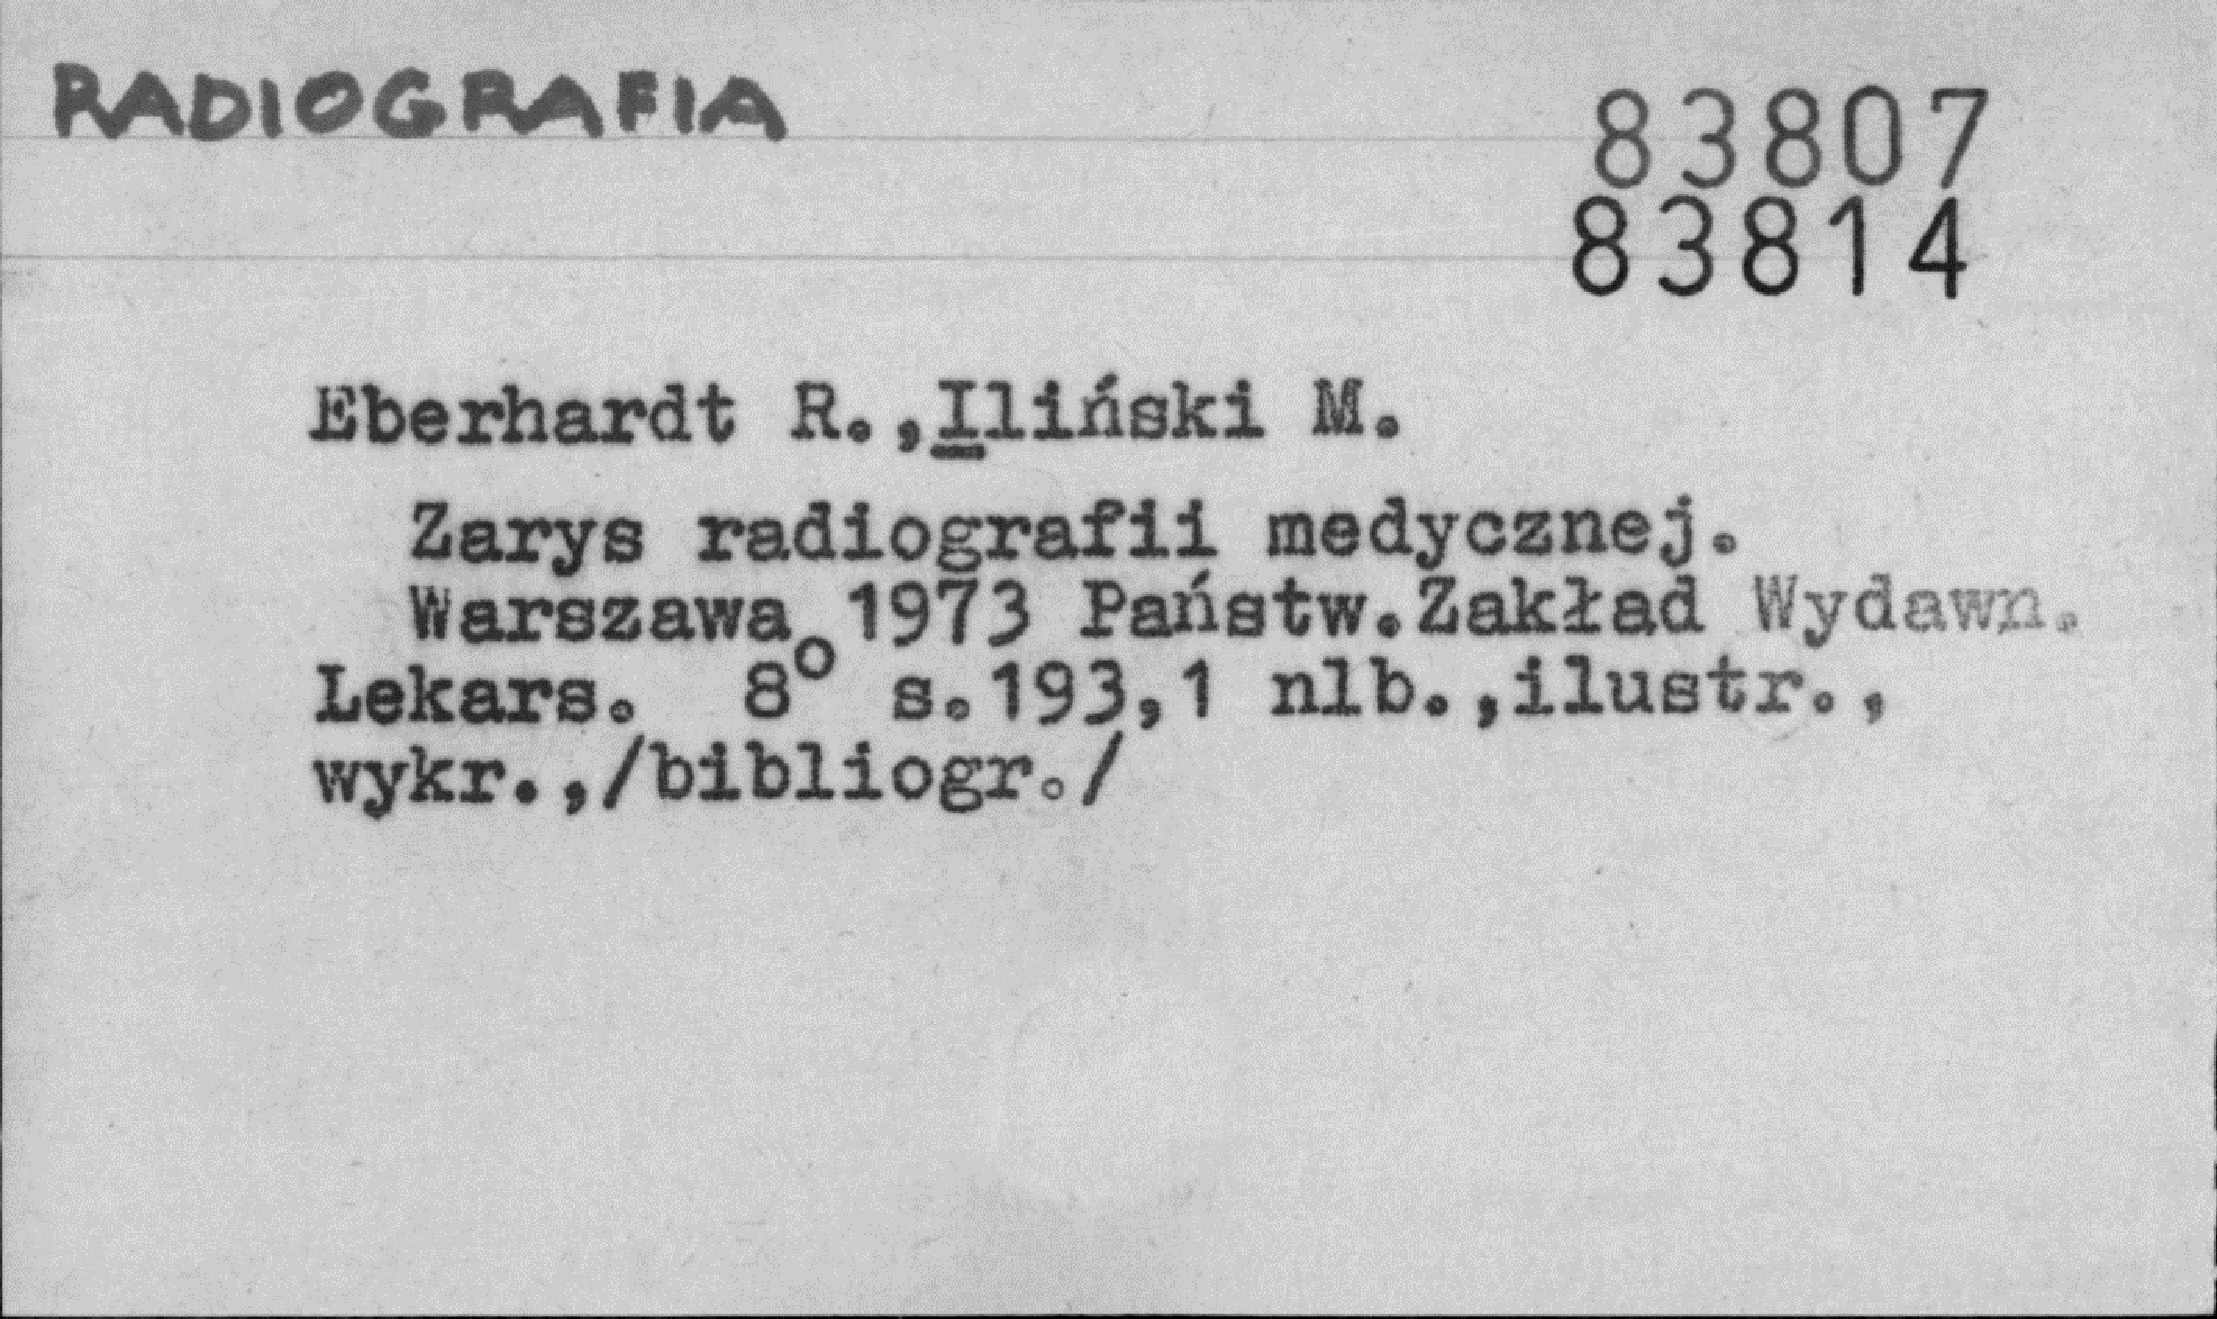 RADIOGRAFIA
83807
83814
Eberhardt R.,Iliński M.
Zarys radiografii medycznej.
Warszawa 1973 Państw.Zakład Wydawn.
Lekars. 8° s.193,1 nlb.,ilustr.,
wykr.,/bibliogr./